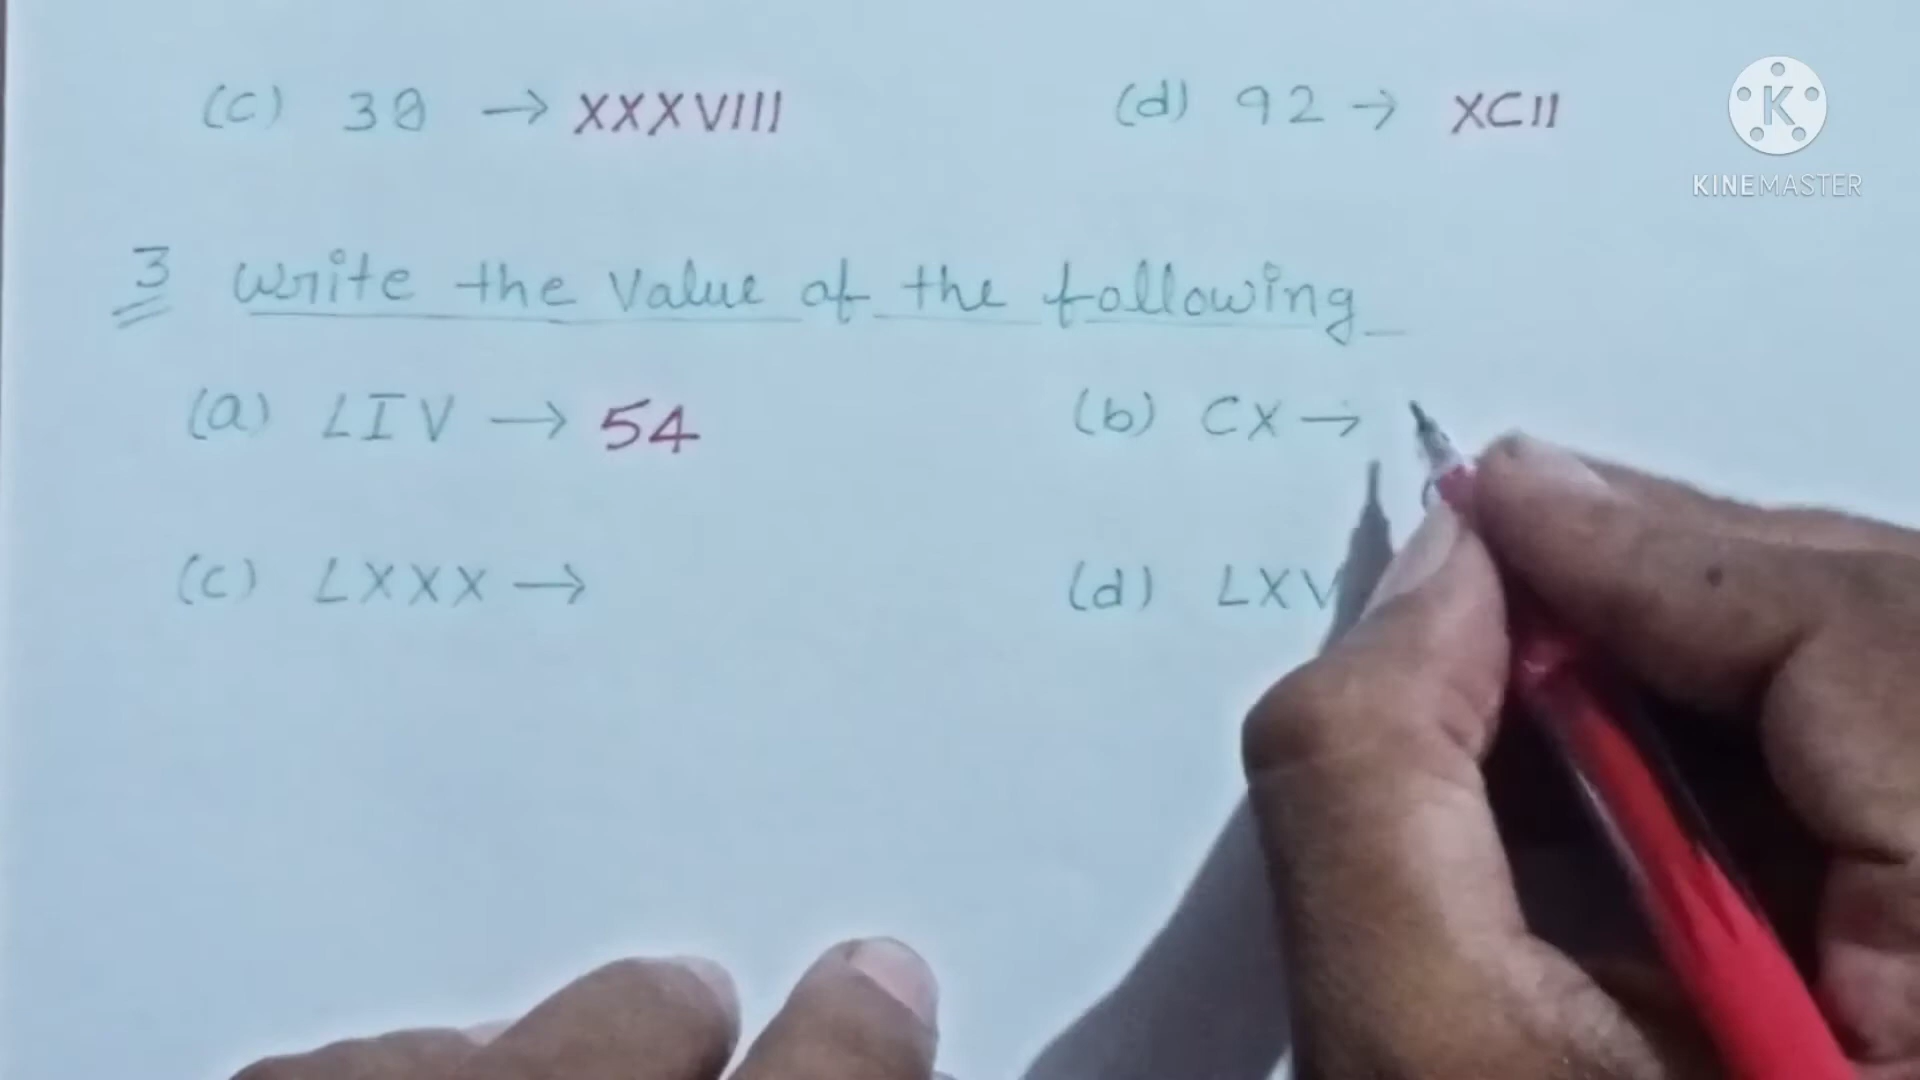 (c) 38 → XXXVIII (d) 92 → XCII
KINEMASTER
3 Write the Value of the following
(a) LIV → 54 (b) CX →
(c) LXXX → (d) LXV